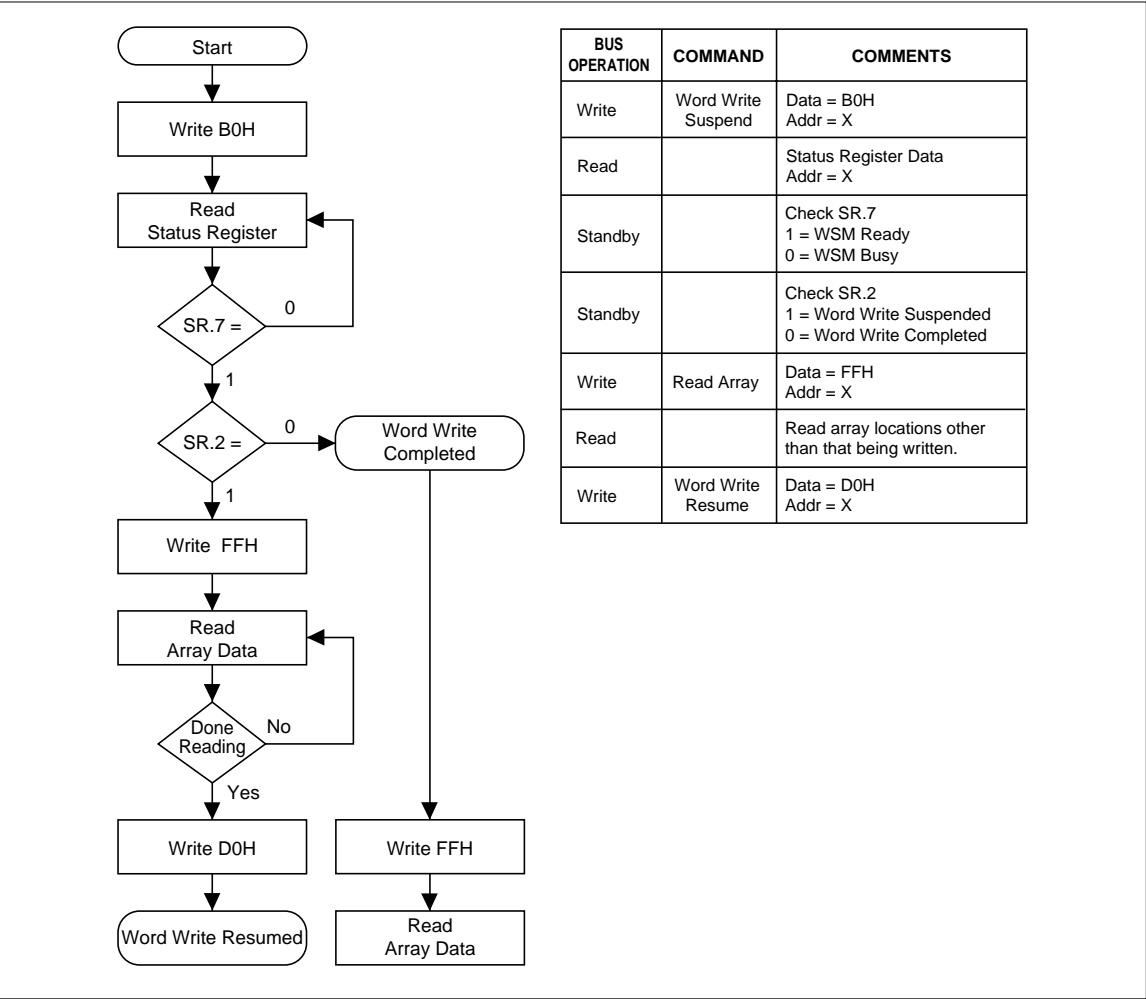 Start
Write B0H
Read
Status Register
SR.7 =
0
1
SR.2 =
0
1
Word Write
Completed
Write FFH
Read
Array Data
Done
Reading
No
Yes
Write D0H
Write FFH
Word Write Resumed
Read
Array Data
BUS
OPERATION
COMMAND
COMMENTS
Write
Word Write
Suspend
Data = B0H
Addr = X
Read
Status Register Data
Addr = X
Standby
Check SR.7
1 = WSM Ready
0 = WSM Busy
Standby
Check SR.2
1 = Word Write Suspended
0 = Word Write Completed
Write
Read Array
Data = FFH
Addr = X
Read
Read array locations other
than that being written.
Write
Word Write
Resume
Data = D0H
Addr = X